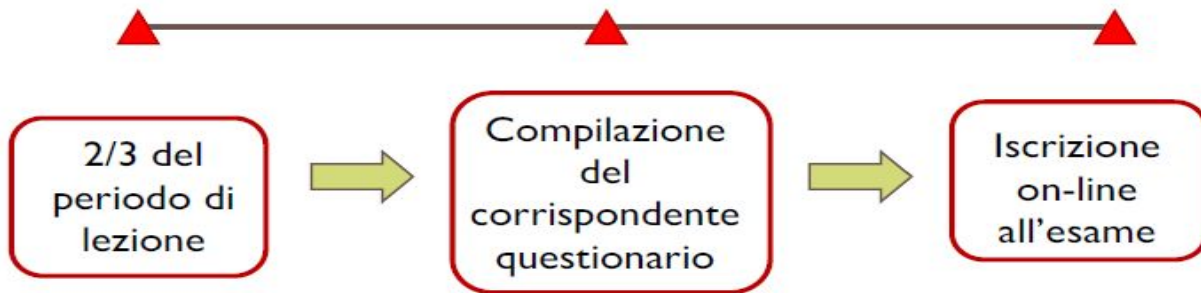 2/3 del
periodo di
lezione
Compilazione
del
corrispondente
questionario
Iscrizione
on-line
all'esame